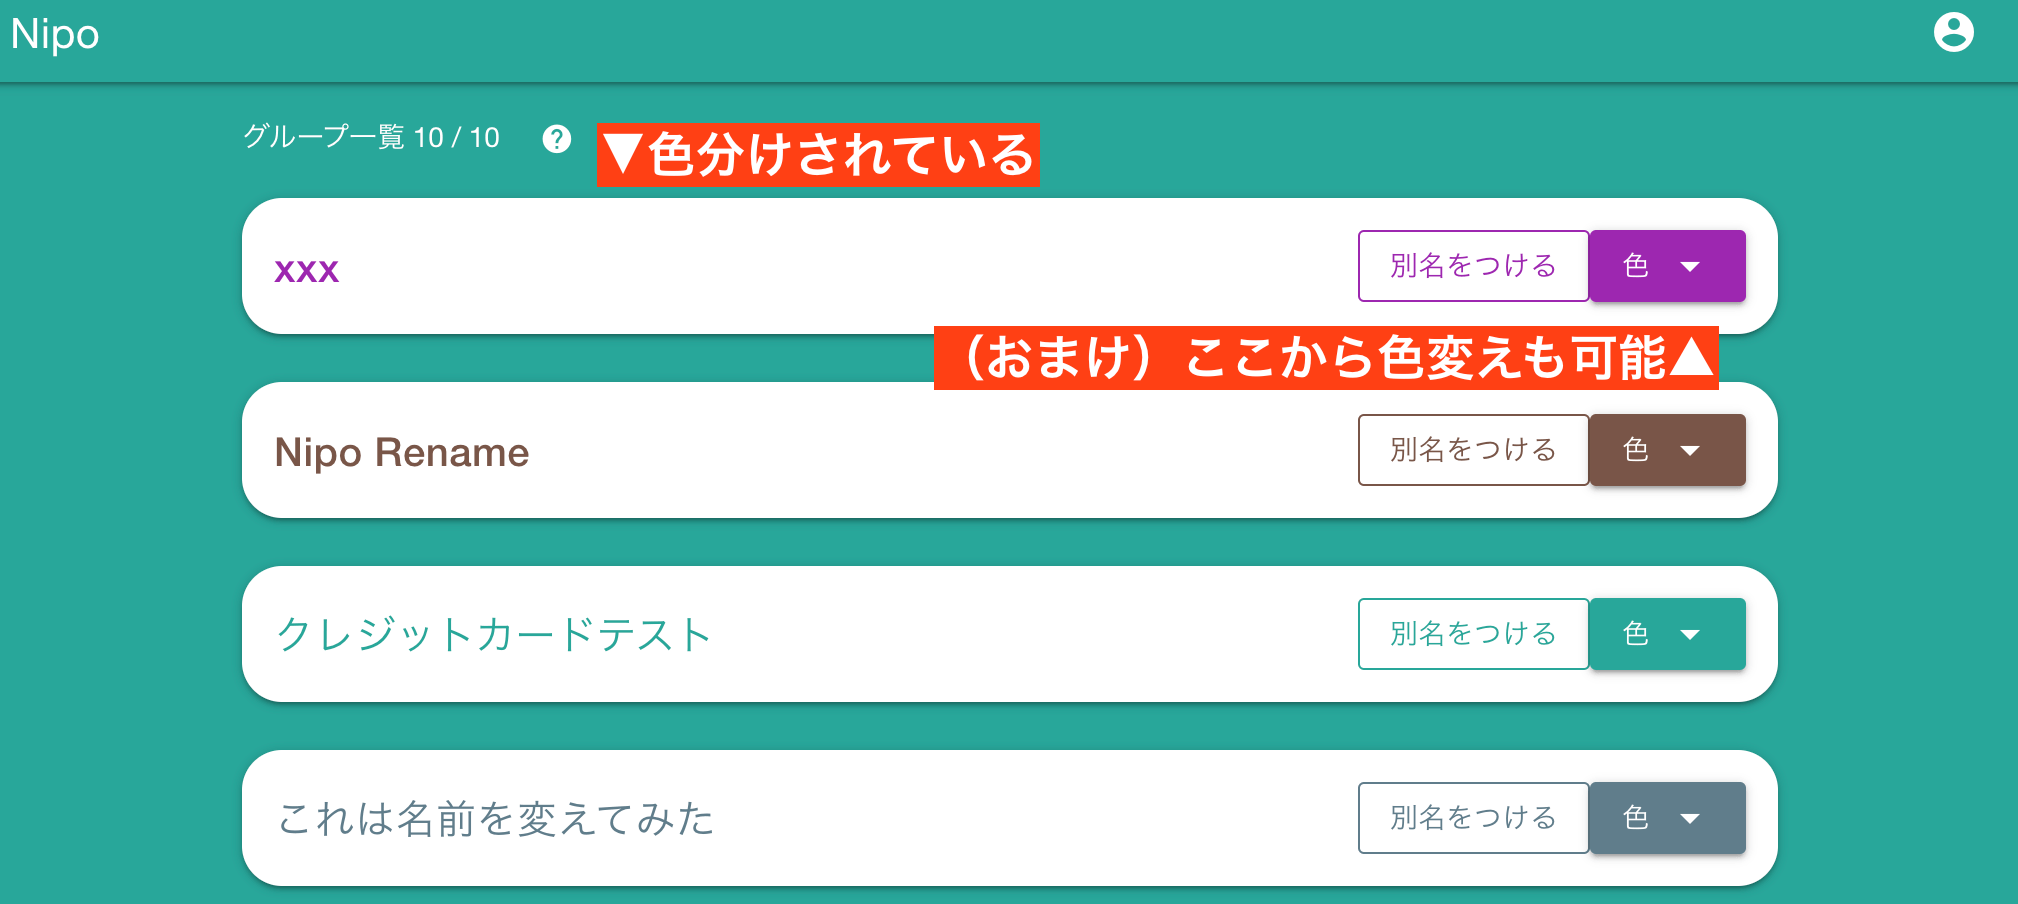 Nipo
グループ一覧 10 / 10 ?
▼色分けされている
xxx
別名をつける
色
（おまけ）ここから色変えも可能▲
Nipo Rename
別名をつける
色
クレジットカードテスト
別名をつける
色
これは名前を変えてみた
別名をつける
色